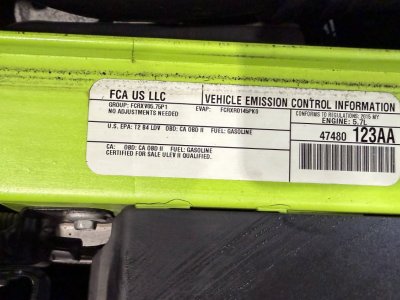 FCA US LLC
VEHICLE EMISSION CONTROL INFORMATION
GROUP: FCRXV05.75P1 EVAP: FCRXR0145PK0
NO ADJUSTMENTS NEEDED
CONFORMS TO REGULATIONS: 2015 MY
ENGINE: 5.7L
U.S. EPA: T2 B4 LDV OBD: CA OBD II FUEL: GASOLINE
47480 123AA
CA: OBD: CA OBD II FUEL: GASOLINE
CERTIFIED FOR SALE ULEV II QUALIFIED.